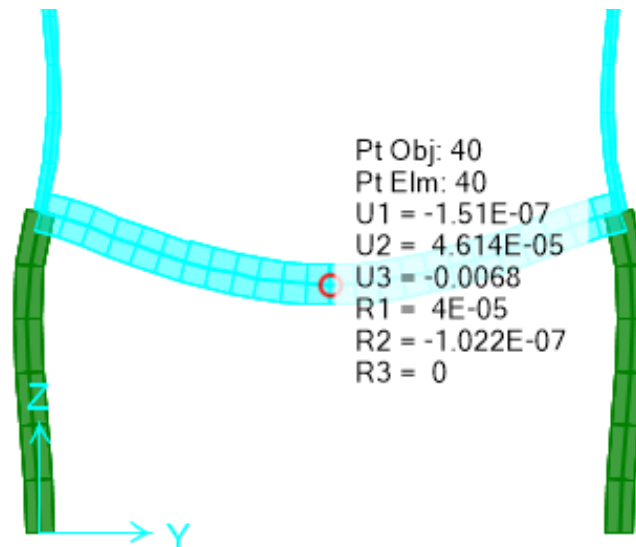 Pt Obj: 40
Pt Elm: 40
U1 = -1.51E-07
U2 = 4.614E-05
U3 = -0.0068
R1 = 4E-05
R2 = -1.022E-07
R3 = 0
Z
Y